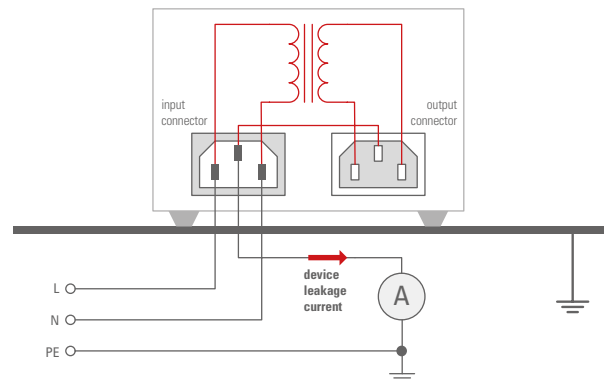 input
connector
output
connector
device
leakage
current
A
L
N
PE